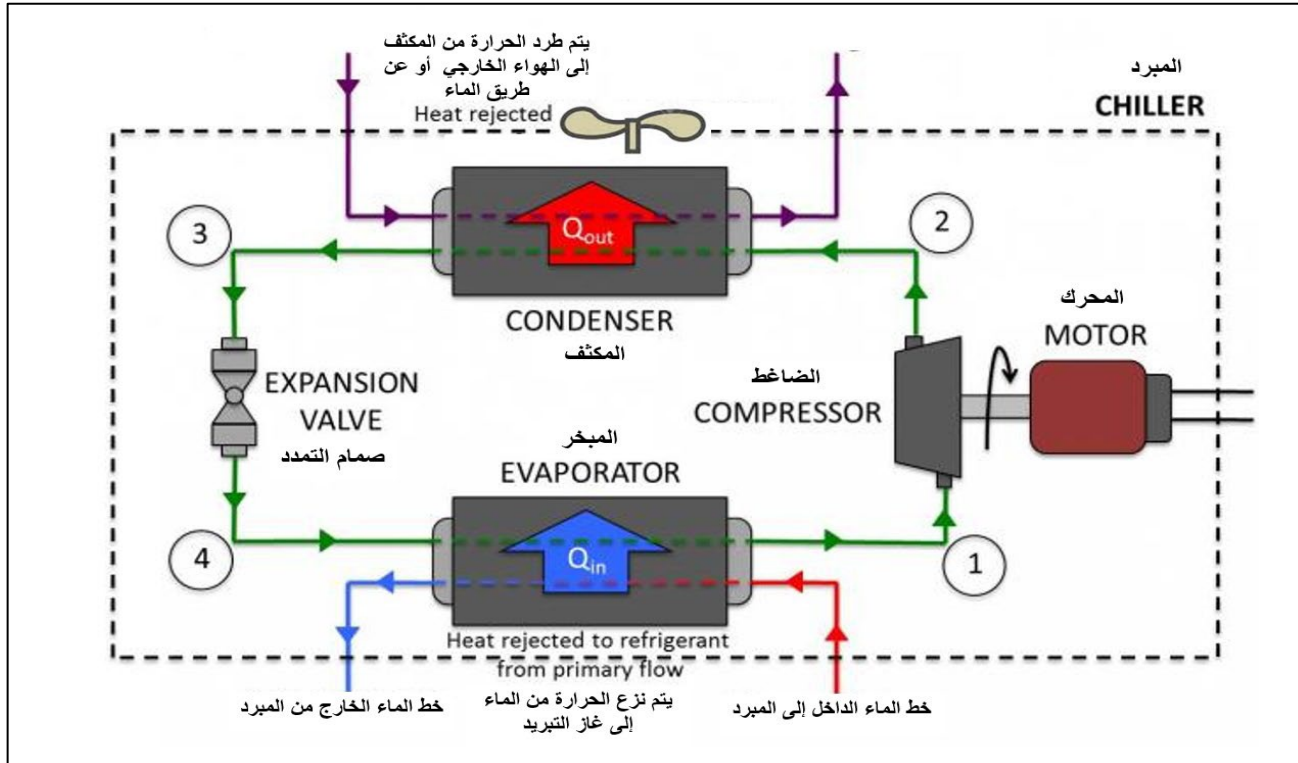 يتم طرد الحرارة من المكثف
إلى الهواء الخارجي أو عن
طريق الماء
Heat rejected
المبرد
CHILLER
3
2
Qout
CONDENSER
المكثف
المحرك
MOTOR
EXPANSION
VALVE
صمام التمدد
الضاغط
COMPRESSOR
المبخر
EVAPORATOR
4
1
Qin
Heat rejected to refrigerant
from primary flow
خط الماء الخارج من المبرد
يتم نزع الحرارة من الماء
إلى غاز التبريد
خط الماء الداخل إلى المبرد